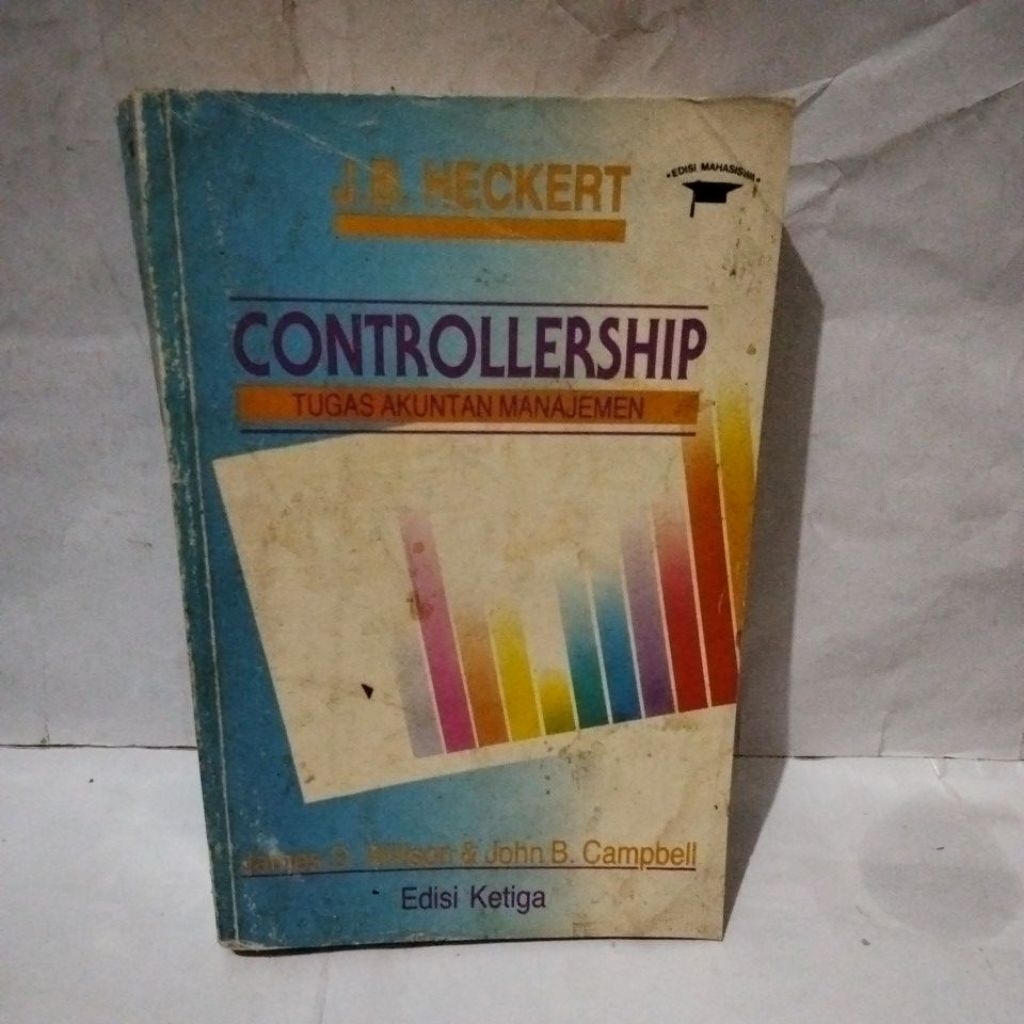 J.B. HECKERT
• EDISI MAHASISWA •
CONTROLLERSHIP
TUGAS AKUNTAN MANAJEMEN
James D. Willson & John B. Campbell
Edisi Ketiga